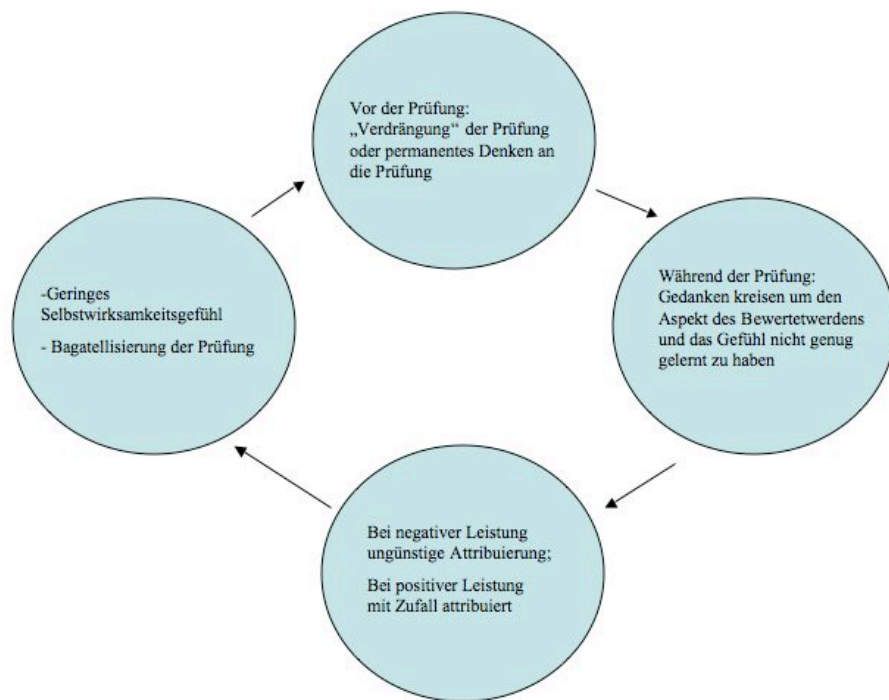 Vor der Prüfung:
„Verdrängung“ der Prüfung
oder permanentes Denken an
die Prüfung
Während der Prüfung:
Gedanken kreisen um den
Aspekt des Bewertetwerdens
und das Gefühl nicht genug
gelernt zu haben
Bei negativer Leistung
ungünstige Attribuierung;
Bei positiver Leistung
mit Zufall attribuiert
-Geringes
Selbstwirksamkeitsgefühl
- Bagatellisierung der Prüfung